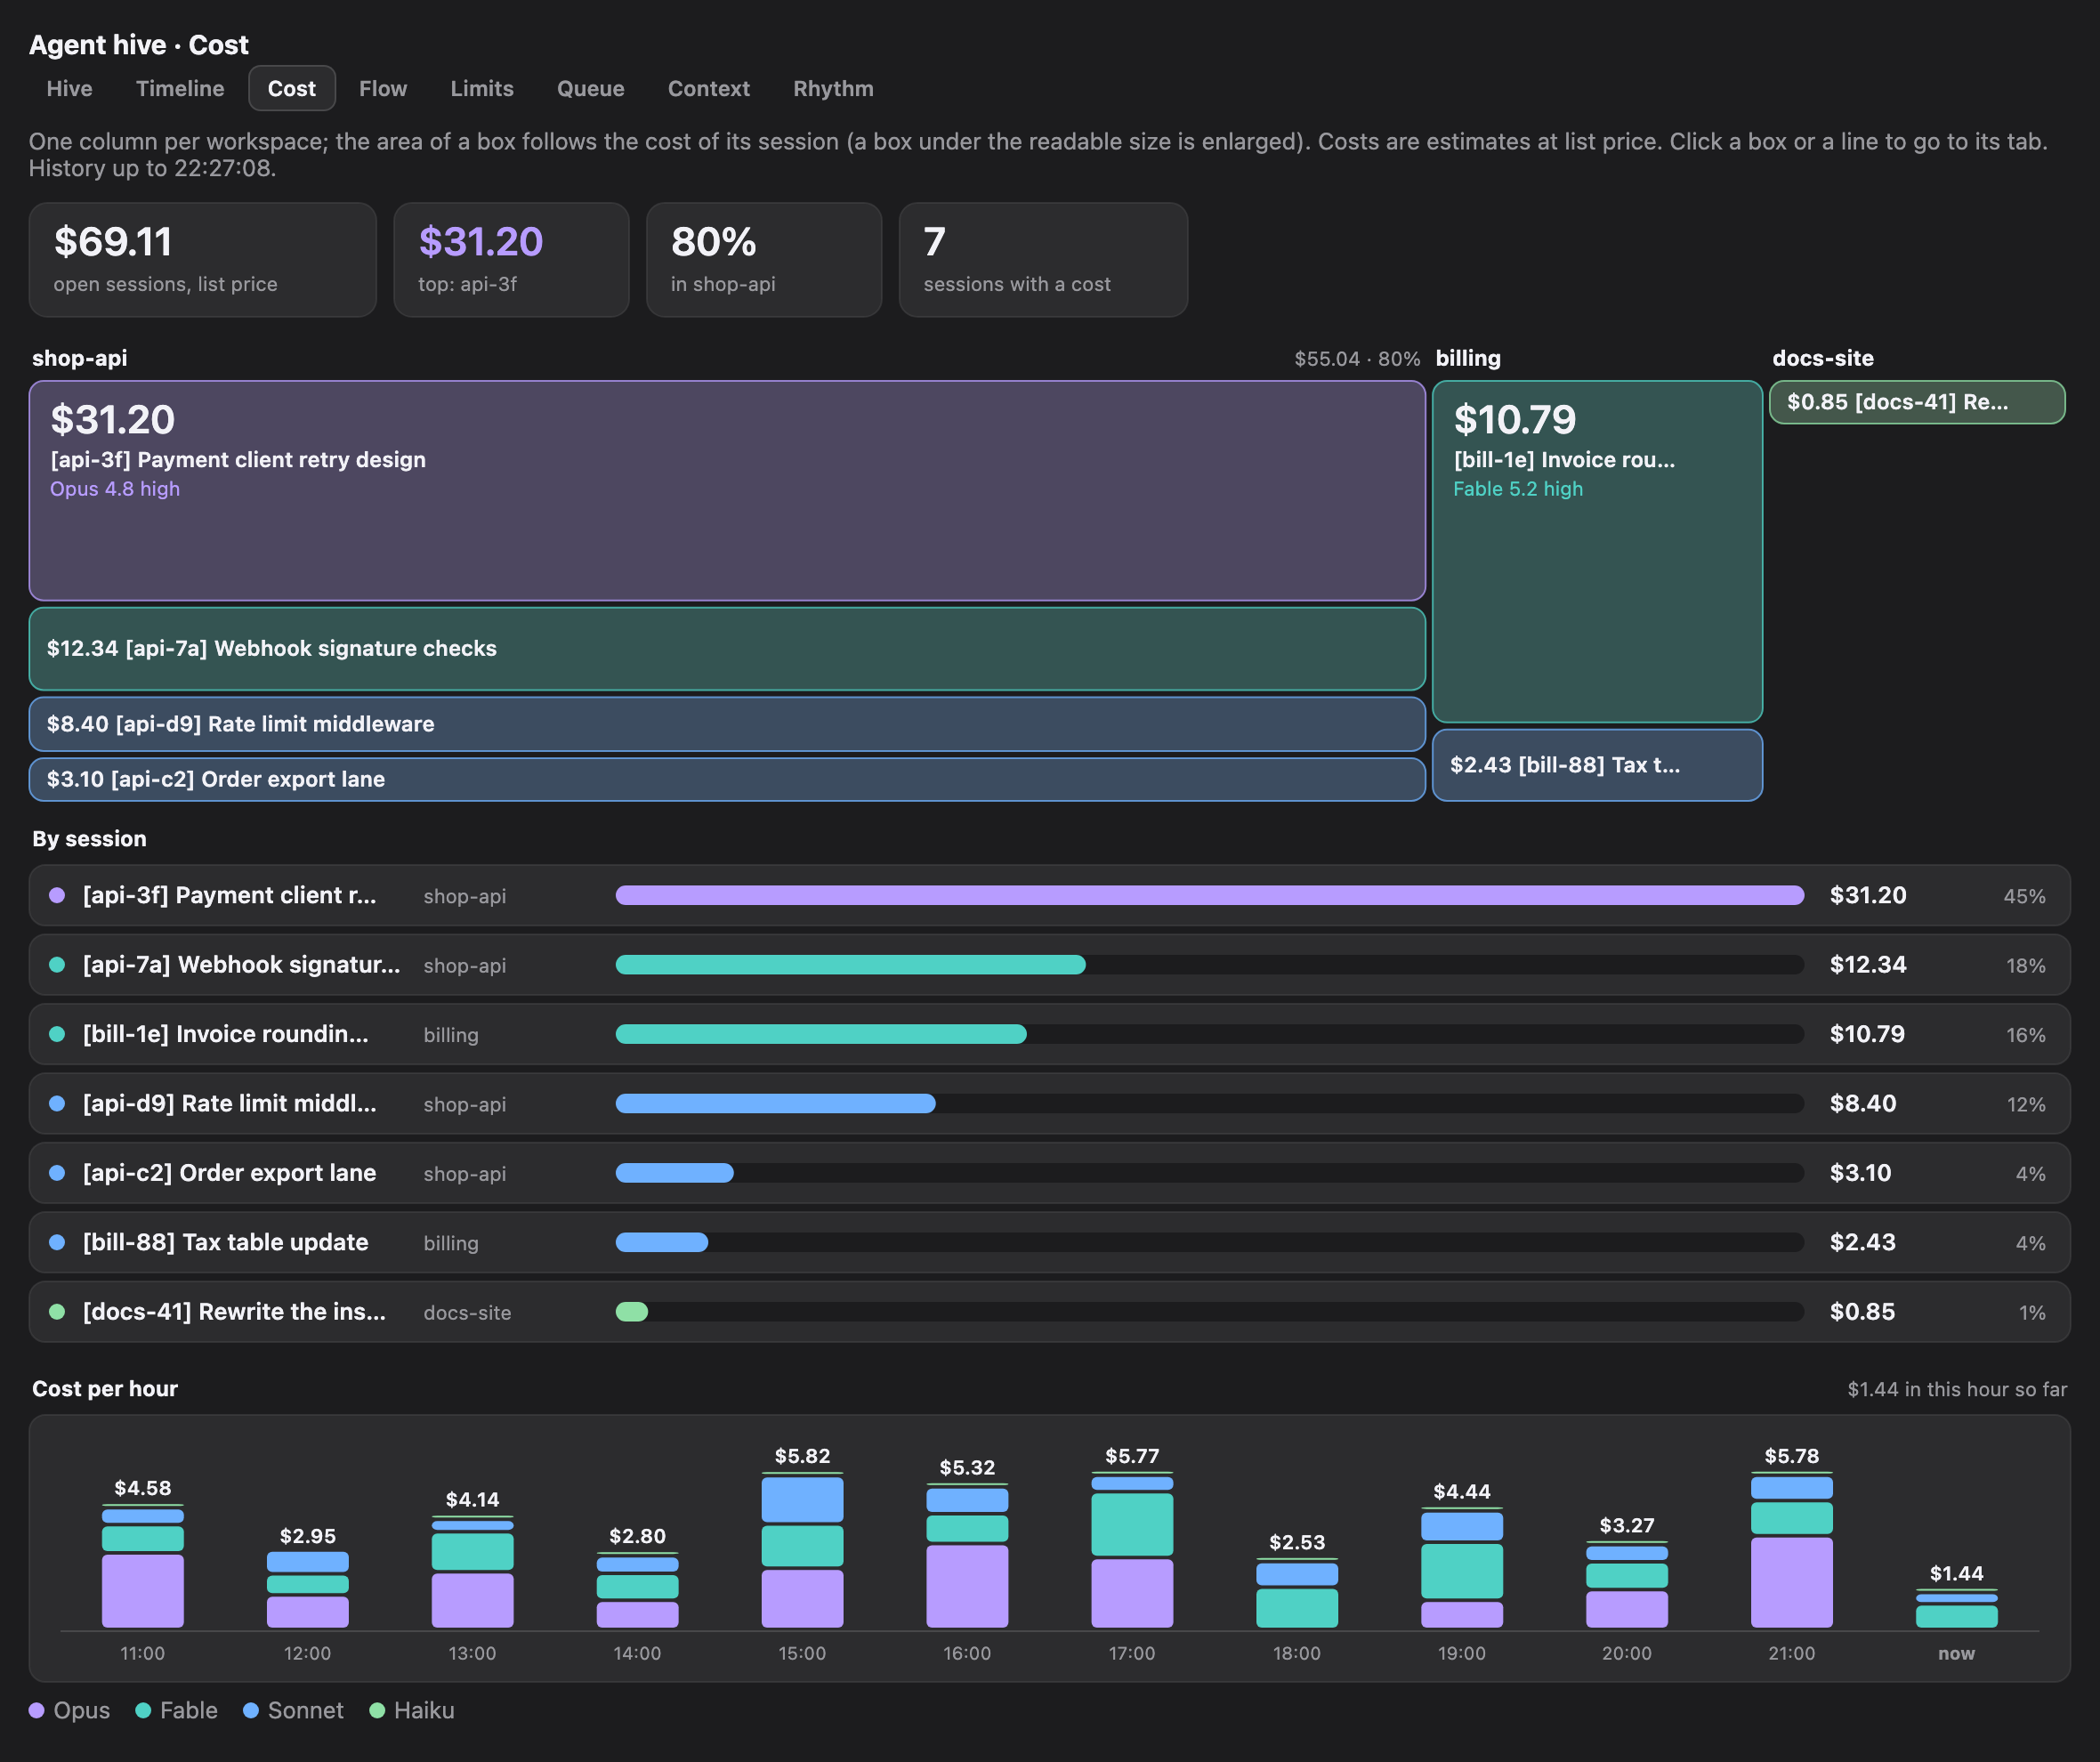 Agent hive · Cost
Hive Timeline Cost Flow Limits Queue Context Rhythm
One column per workspace; the area of a box follows the cost of its session (a box under the readable size is enlarged). Costs are estimates at list price. Click a box or a line to go to its tab.
History up to 22:27:08.
$69.11
open sessions, list price
$31.20
top: api-3f
80%
in shop-api
7
sessions with a cost
shop-api $55.04 · 80%
$31.20
[api-3f] Payment client retry design
Opus 4.8 high
$12.34 [api-7a] Webhook signature checks
$8.40 [api-d9] Rate limit middleware
$3.10 [api-c2] Order export lane
billing
$10.79
[bill-1e] Invoice rou...
Fable 5.2 high
$2.43 [bill-88] Tax t...
docs-site
$0.85 [docs-41] Re...
By session
[api-3f] Payment client r... shop-api $31.20 45%
[api-7a] Webhook signatur... shop-api $12.34 18%
[bill-1e] Invoice roundin... billing $10.79 16%
[api-d9] Rate limit middl... shop-api $8.40 12%
[api-c2] Order export lane shop-api $3.10 4%
[bill-88] Tax table update billing $2.43 4%
[docs-41] Rewrite the ins... docs-site $0.85 1%
Cost per hour $1.44 in this hour so far
$4.58 $2.95 $4.14 $2.80 $5.82 $5.32 $5.77 $2.53 $4.44 $3.27 $5.78 $1.44
11:00 12:00 13:00 14:00 15:00 16:00 17:00 18:00 19:00 20:00 21:00 now
Opus Fable Sonnet Haiku